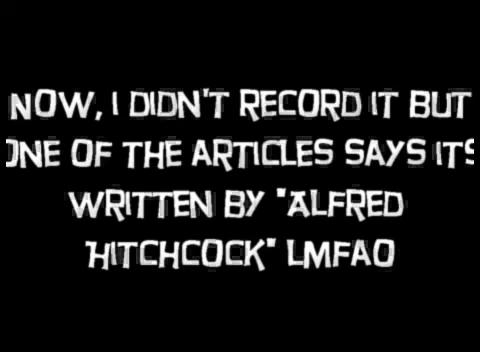 NOW, I DIDN'T RECORD IT BUT
ONE OF THE ARTICLES SAYS ITS
WRITTEN BY "ALFRED
HITCHCOCK" LMFAO